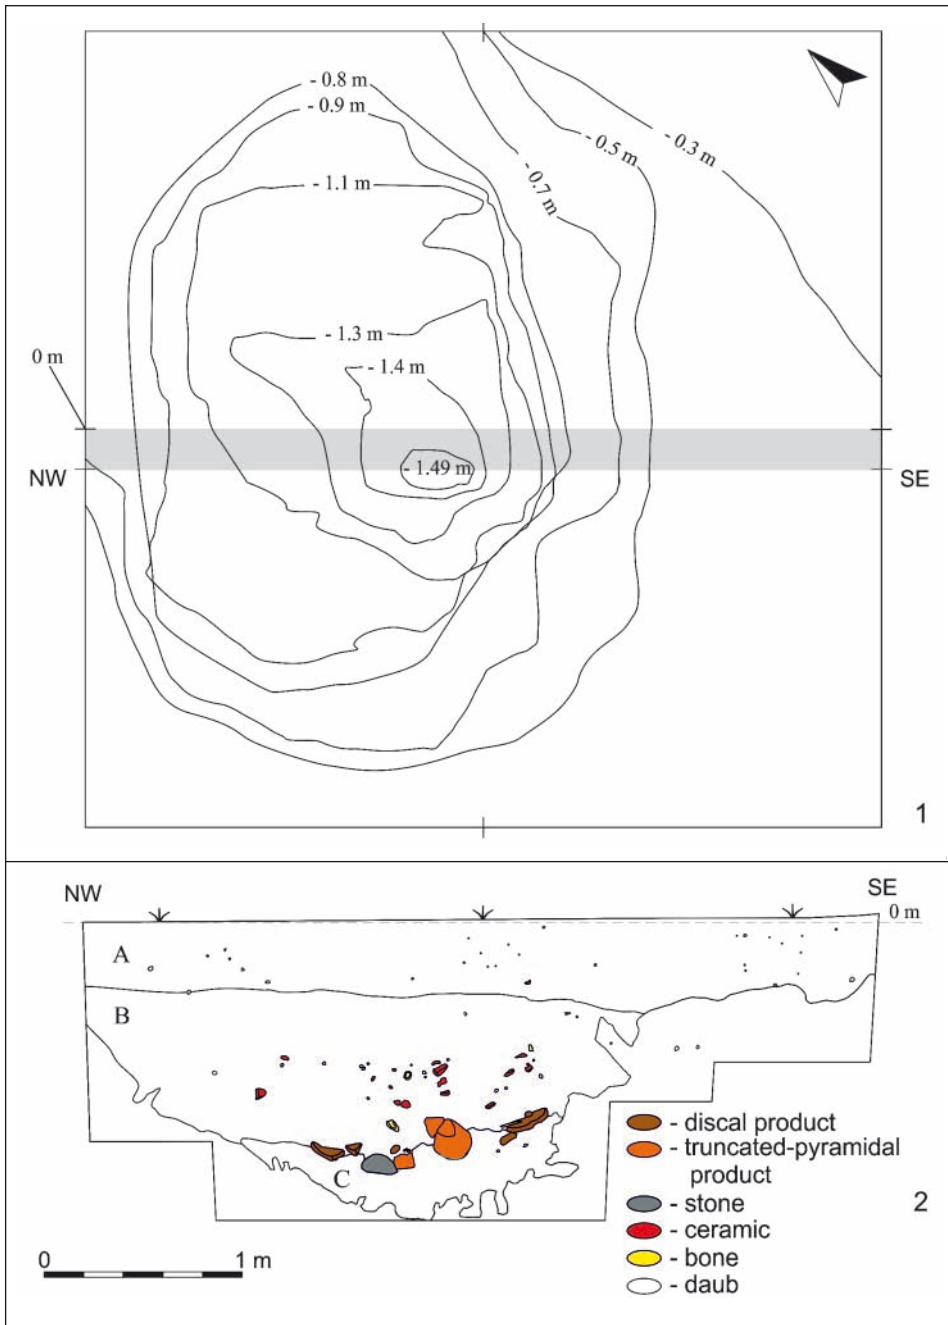 - 0.8 m
- 0.9 m
- 1.1 m
- 0.3 m
- 0.5 m
- 0.7 m
- 1.3 m
- 1.4 m
0 m
- 1.49 m
NW
SE
1
NW
SE
0 m
A
B
C
- discal product
- truncated-pyramidal
product
- stone
- ceramic
- bone
- daub
2
0 1 m